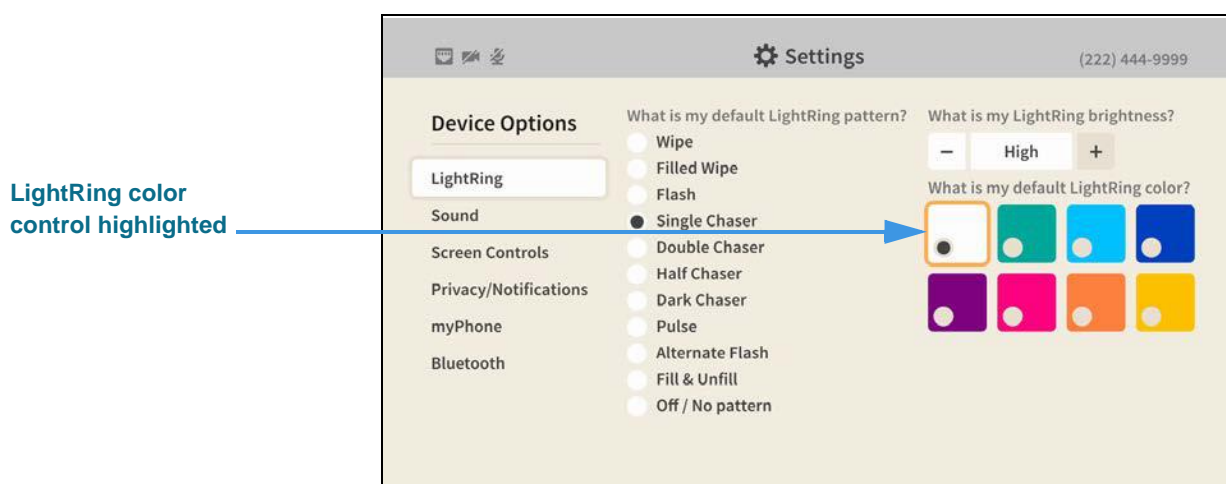 Settings
(222) 444-9999
LightRing color
control highlighted
Device Options
LightRing
Sound
Screen Controls
Privacy/Notifications
myPhone
Bluetooth
What is my default LightRing pattern?
Wipe
Filled Wipe
Flash
Single Chaser
Double Chaser
Half Chaser
Dark Chaser
Pulse
Alternate Flash
Fill & Unfill
Off / No pattern
What is my LightRing brightness?
− High +
What is my default LightRing color?